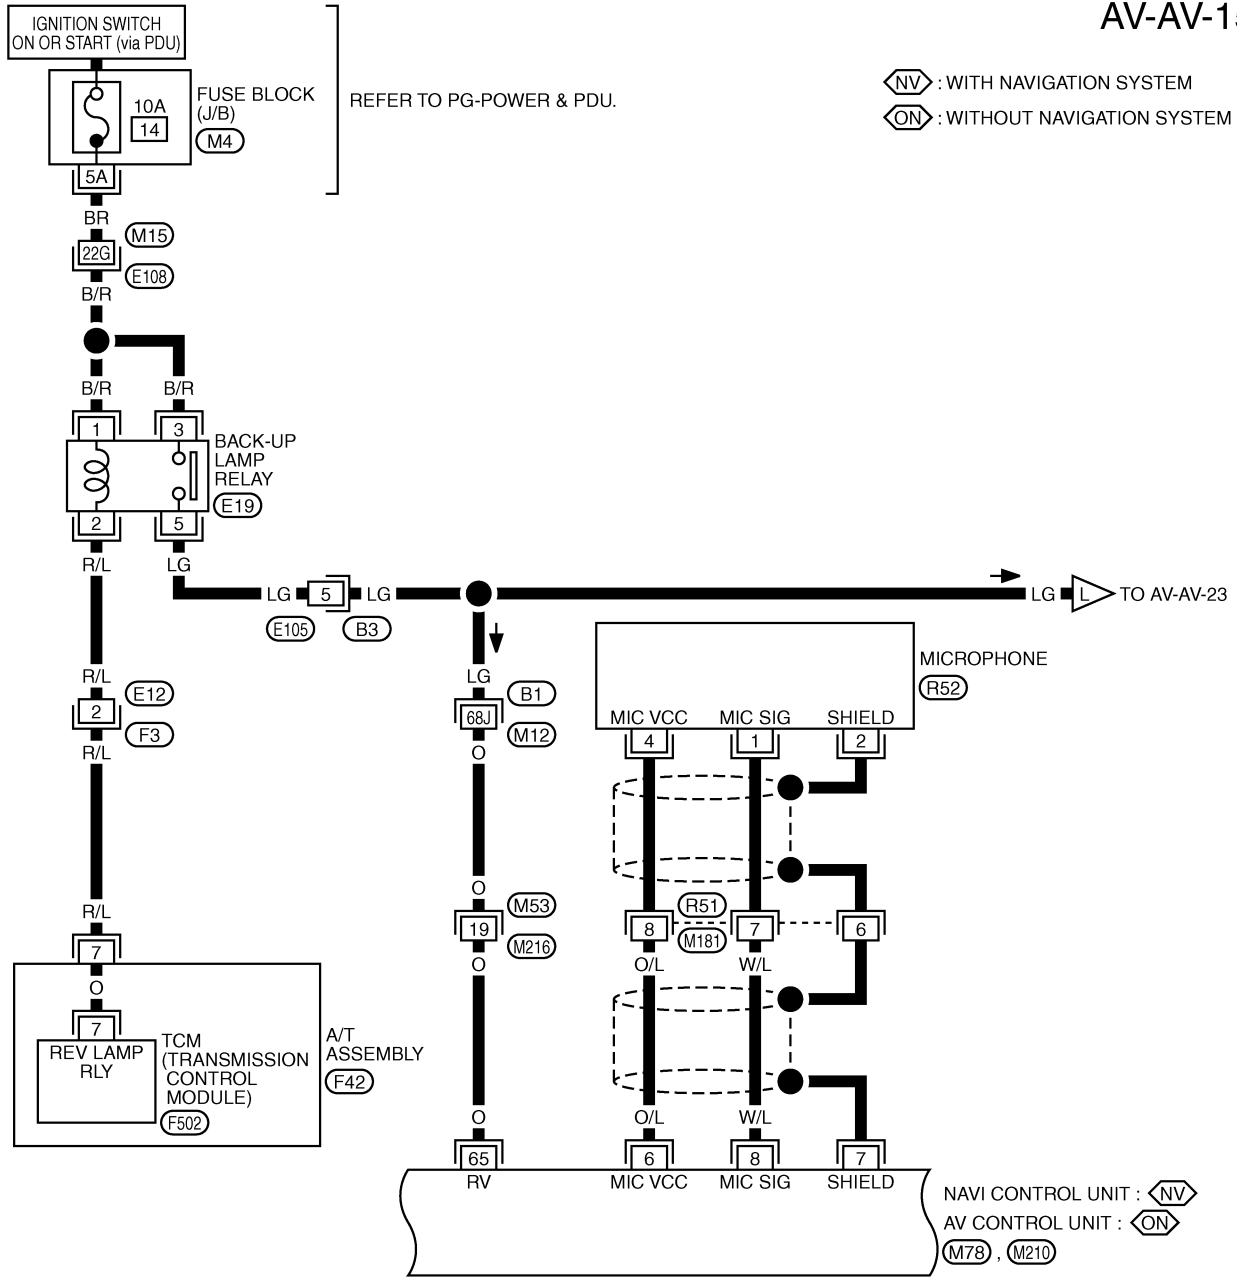 AV-AV-15
IGNITION SWITCH
ON OR START (via PDU)
10A
14
FUSE BLOCK
(J/B)
M4
REFER TO PG-POWER & PDU.
NV : WITH NAVIGATION SYSTEM
ON : WITHOUT NAVIGATION SYSTEM
5A
BR
M15
22G
E108
B/R
B/R B/R
1 3
BACK-UP
LAMP
RELAY
E19
2 5
R/L LG
LG 5 LG
E105 B3
LG L TO AV-AV-23
R/L
E12
2
F3
R/L
LG
B1
68J
M12
O
MICROPHONE
R52
MIC VCC MIC SIG SHIELD
4 1 2
O
M53
19
M216
O
R51
8 7 6
M181
O/L W/L
R/L
7
O
7
REV LAMP
RLY
TCM
(TRANSMISSION
CONTROL
MODULE)
F502
A/T
ASSEMBLY
F42
O O/L W/L
65 6 8 7
RV MIC VCC MIC SIG SHIELD
NAVI CONTROL UNIT : NV
AV CONTROL UNIT : ON
M78 , M210